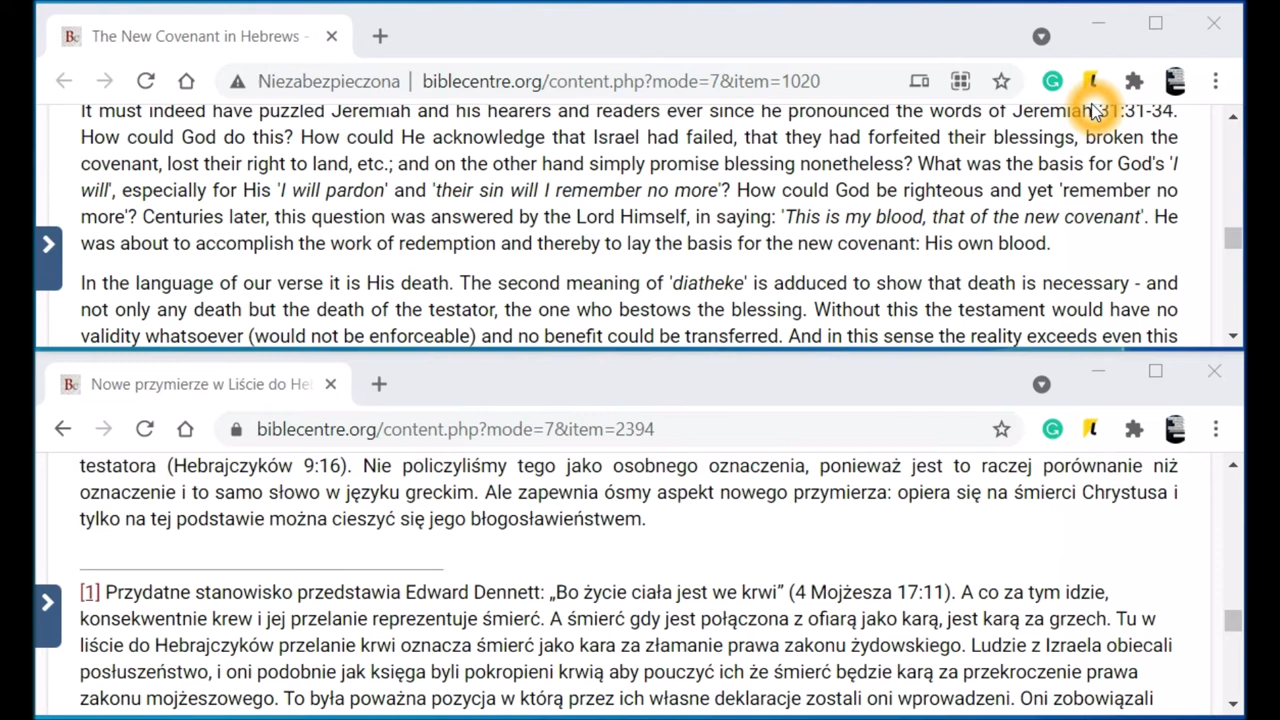 The New Covenant in Hebrews -
Niezabezpieczona | biblecentre.org/content.php?mode=7&item=1020
It must indeed have puzzled Jeremiah and his hearers and readers ever since he pronounced the words of Jeremiah 31:31-34.
How could God do this? How could He acknowledge that Israel had failed, that they had forfeited their blessings, broken the
covenant, lost their right to land, etc.; and on the other hand simply promise blessing nonetheless? What was the basis for God's 'I
will', especially for His 'I will pardon' and 'their sin will I remember no more'? How could God be righteous and yet 'remember no
more'? Centuries later, this question was answered by the Lord Himself, in saying: 'This is my blood, that of the new covenant'. He
was about to accomplish the work of redemption and thereby to lay the basis for the new covenant: His own blood.
In the language of our verse it is His death. The second meaning of 'diatheke' is adduced to show that death is necessary - and
not only any death but the death of the testator, the one who bestows the blessing. Without this the testament would have no
validity whatsoever (would not be enforceable) and no benefit could be transferred. And in this sense the reality exceeds even this
Nowe przymierze w Liście do He
biblecentre.org/content.php?mode=7&item=2394
testatora (Hebrajczyków 9:16). Nie policzyliśmy tego jako osobnego oznaczenia, ponieważ jest to raczej porównanie niż
oznaczenie i to samo słowo w języku greckim. Ale zapewnia ósmy aspekt nowego przymierza: opiera się na śmierci Chrystusa i
tylko na tej podstawie można cieszyć się jego błogosławieństwem.
[1] Przydatne stanowisko przedstawia Edward Dennett: „Bo życie ciała jest we krwi” (4 Mojżesza 17:11). A co za tym idzie,
konsekwentnie krew i jej przelanie reprezentuje śmierć. A śmierć gdy jest połączona z ofiarą jako karą, jest karą za grzech. Tu w
liście do Hebrajczyków przelanie krwi oznacza śmierć jako kara za złamanie prawa zakonu żydowskiego. Ludzie z Izraela obiecali
posłuszeństwo, i oni podobnie jak księga byli pokropieni krwią aby pouczyć ich że śmierć będzie karą za przekroczenie prawa
zakonu mojżeszowego. To była poważna pozycja w którą przez ich własne deklaracje zostali oni wprowadzeni. Oni zobowiązali